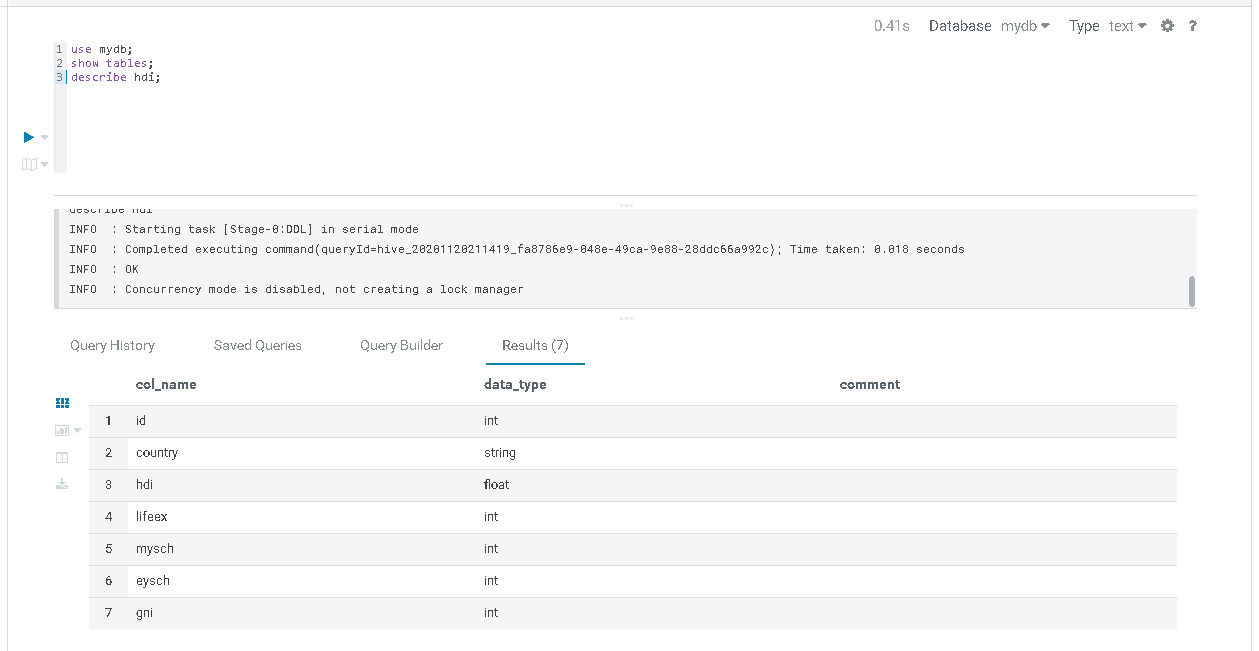 0.41s Database mydb Type text ?
1 use mydb;
2 show tables;
3 describe hdi;
describe hdi
INFO : Starting task [Stage-0:DDL] in serial mode
INFO : Completed executing command(queryId=hive_20201120211419_fa8786e9-048e-49ca-9e88-28ddc66a992c); Time taken: 0.018 seconds
INFO : OK
INFO : Concurrency mode is disabled, not creating a lock manager
Query History Saved Queries Query Builder Results (7)
col_name data_type comment
1 id int
2 country string
3 hdi float
4 lifeex int
5 mysch int
6 eysch int
7 gni int